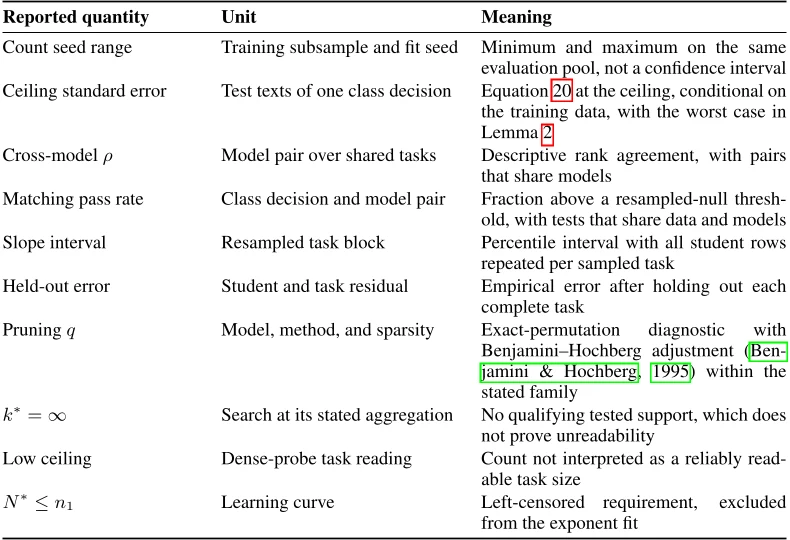 Reported quantity Unit Meaning
Count seed range Training subsample and fit seed Minimum and maximum on the same
evaluation pool, not a confidence interval
Ceiling standard error Test texts of one class decision Equation 20 at the ceiling, conditional on
the training data, with the worst case in
Lemma 2
Cross-model ρ Model pair over shared tasks Descriptive rank agreement, with pairs
that share models
Matching pass rate Class decision and model pair Fraction above a resampled-null thresh-
old, with tests that share data and models
Slope interval Resampled task block Percentile interval with all student rows
repeated per sampled task
Held-out error Student and task residual Empirical error after holding out each
complete task
Pruning q Model, method, and sparsity Exact-permutation diagnostic with
Benjamini–Hochberg adjustment (Ben-
jamini & Hochberg, 1995) within the
stated family
k* = ∞ Search at its stated aggregation No qualifying tested support, which does
not prove unreadability
Low ceiling Dense-probe task reading Count not interpreted as a reliably read-
able task size
N* ≤ n₁ Learning curve Left-censored requirement, excluded
from the exponent fit